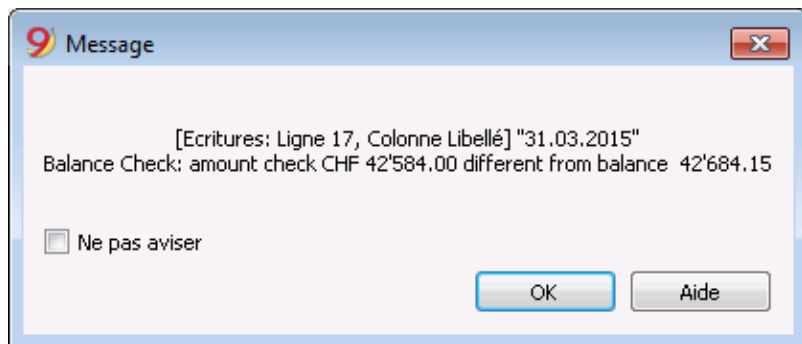 9 Message
[Ecritures: Ligne 17, Colonne Libellé] "31.03.2015"
Balance Check: amount check CHF 42'584.00 different from balance  42'684.15
Ne pas aviser
OK
Aide